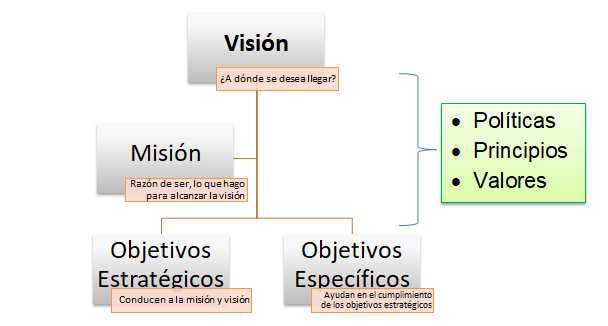 Visión
¿A dónde se desea llegar?
Misión
Razón de ser, lo que hago
para alcanzar la visión
Objetivos
Estratégicos
Conducen a la misión y visión
Objetivos
Específicos
Ayudan en el cumplimiento
de los objetivos estratégicos
• Políticas
• Principios
• Valores